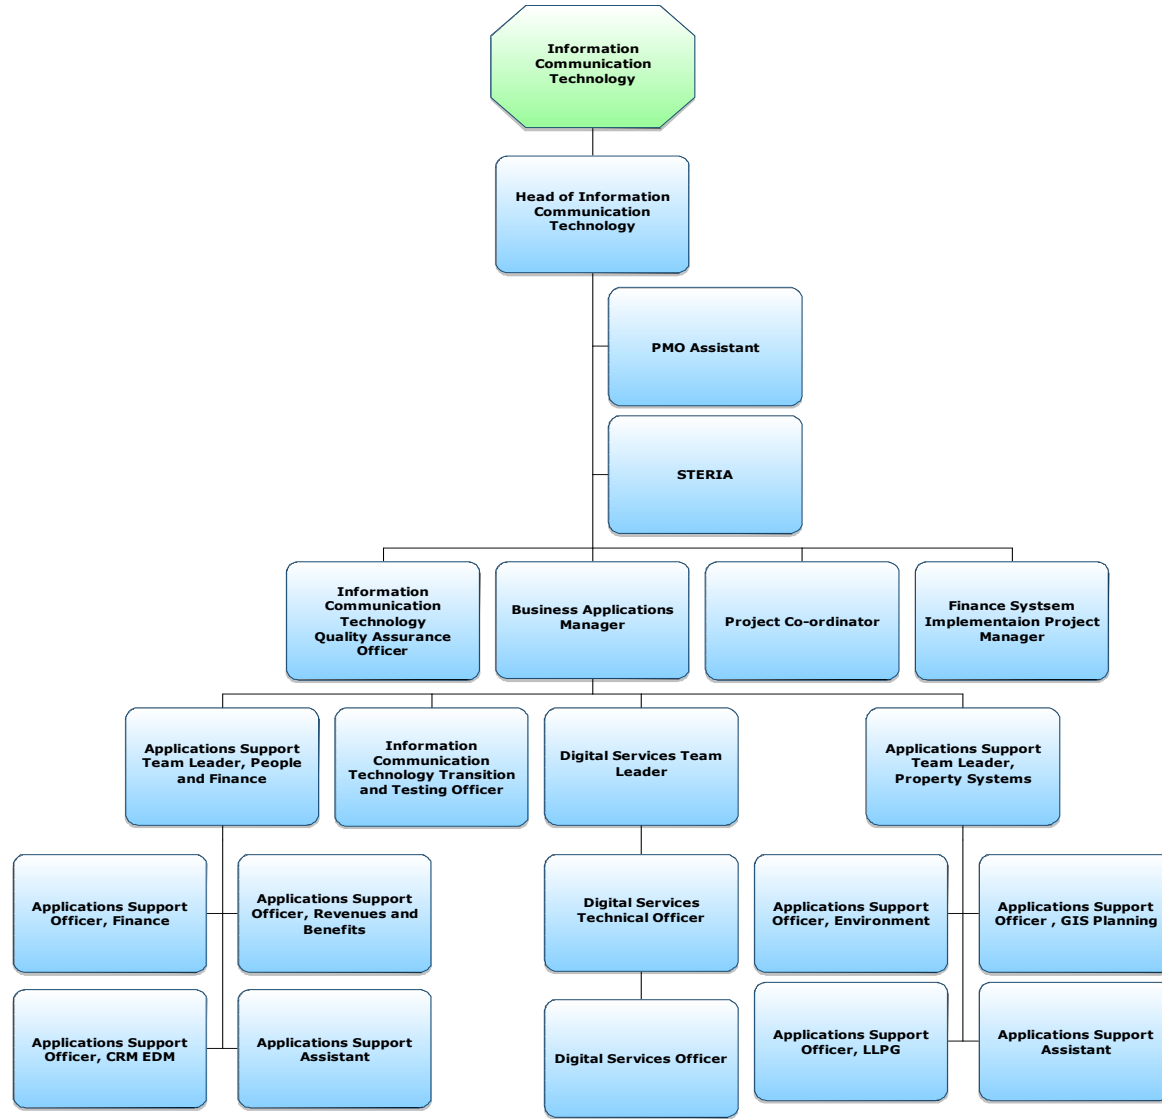 Information
Communication
Technology
Head of Information
Communication
Technology
PMO Assistant
STERIA
Information
Communication
Technology
Quality Assurance
Officer
Business Applications
Manager
Project Co-ordinator
Finance Systsem
Implementaion Project
Manager
Applications Support
Team Leader, People
and Finance
Information
Communication
Technology Transition
and Testing Officer
Digital Services Team
Leader
Applications Support
Team Leader,
Property Systems
Applications Support
Officer, Finance
Applications Support
Officer, Revenues and
Benefits
Digital Services
Technical Officer
Applications Support
Officer, Environment
Applications Support
Officer , GIS Planning
Applications Support
Officer, CRM EDM
Applications Support
Assistant
Digital Services Officer
Applications Support
Officer, LLPG
Applications Support
Assistant